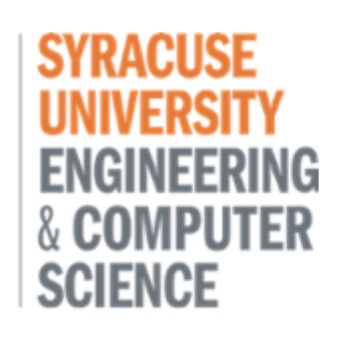 SYRACUSE
UNIVERSITY
ENGINEERING
& COMPUTER
SCIENCE